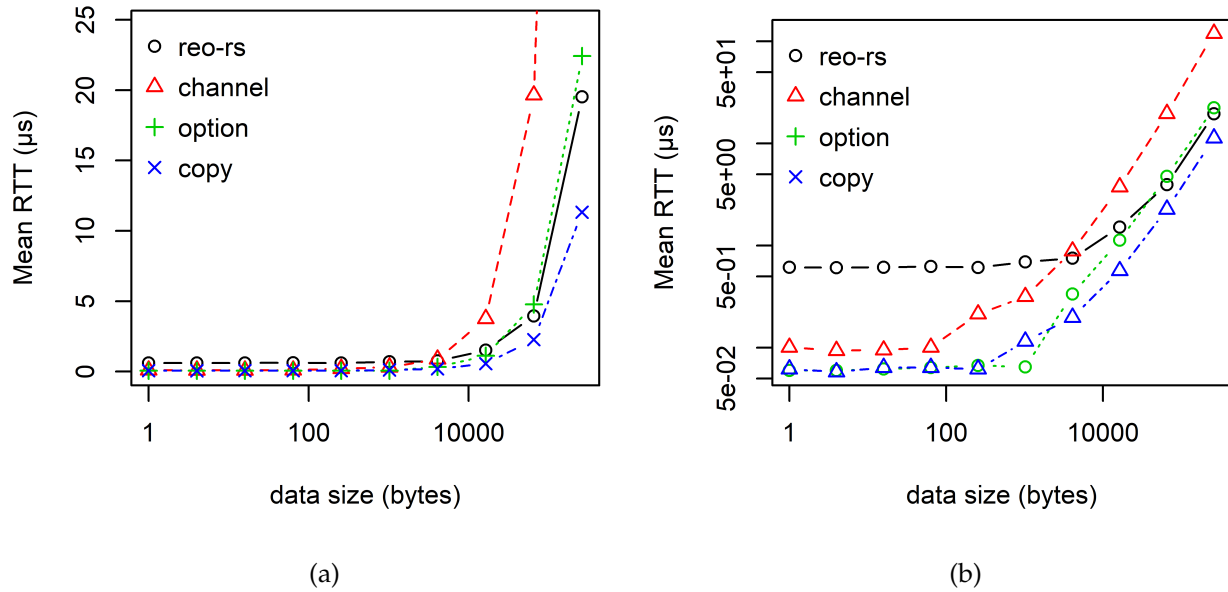 25
20
15
10
5
0
Mean RTT (µs)
reo-rs
channel
option
copy
1
100
10000
data size (bytes)
(a)
5e+01
5e+00
5e-01
5e-02
Mean RTT (µs)
reo-rs
channel
option
copy
1
100
10000
data size (bytes)
(b)